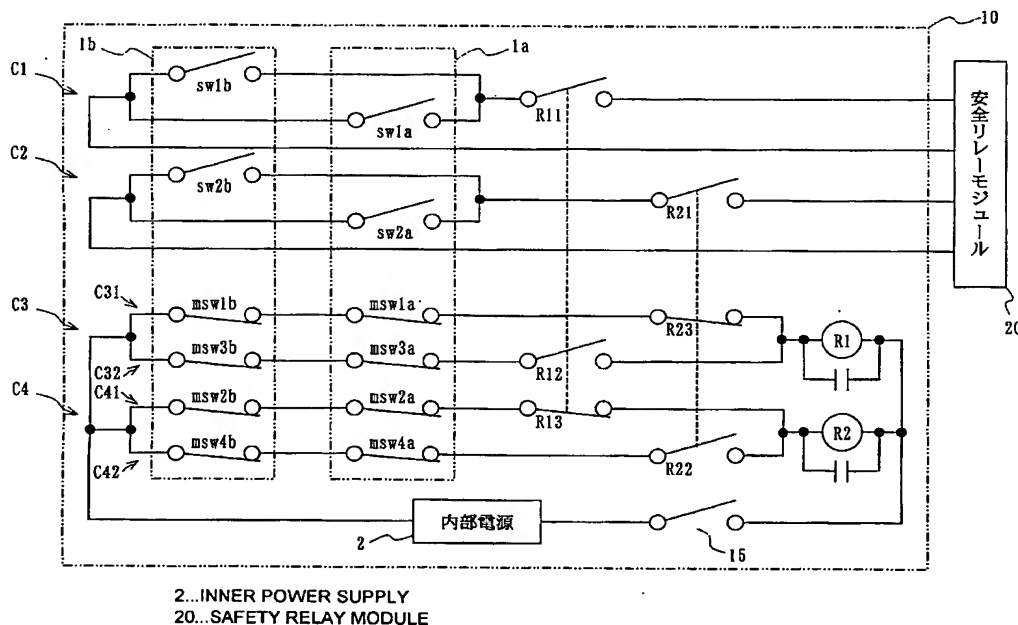 10
1b
1a
C1
sw1b
sw1a
R11
C2
sw2b
sw2a
R21
安全リレーモジュール
20
C31
C3
msw1b
msw1a
R23
R1
C32
msw3b
msw3a
R12
C4
C41
msw2b
msw2a
R13
R2
C42
msw4b
msw4a
R22
内部電源
2
15
2...INNER POWER SUPPLY
20...SAFETY RELAY MODULE